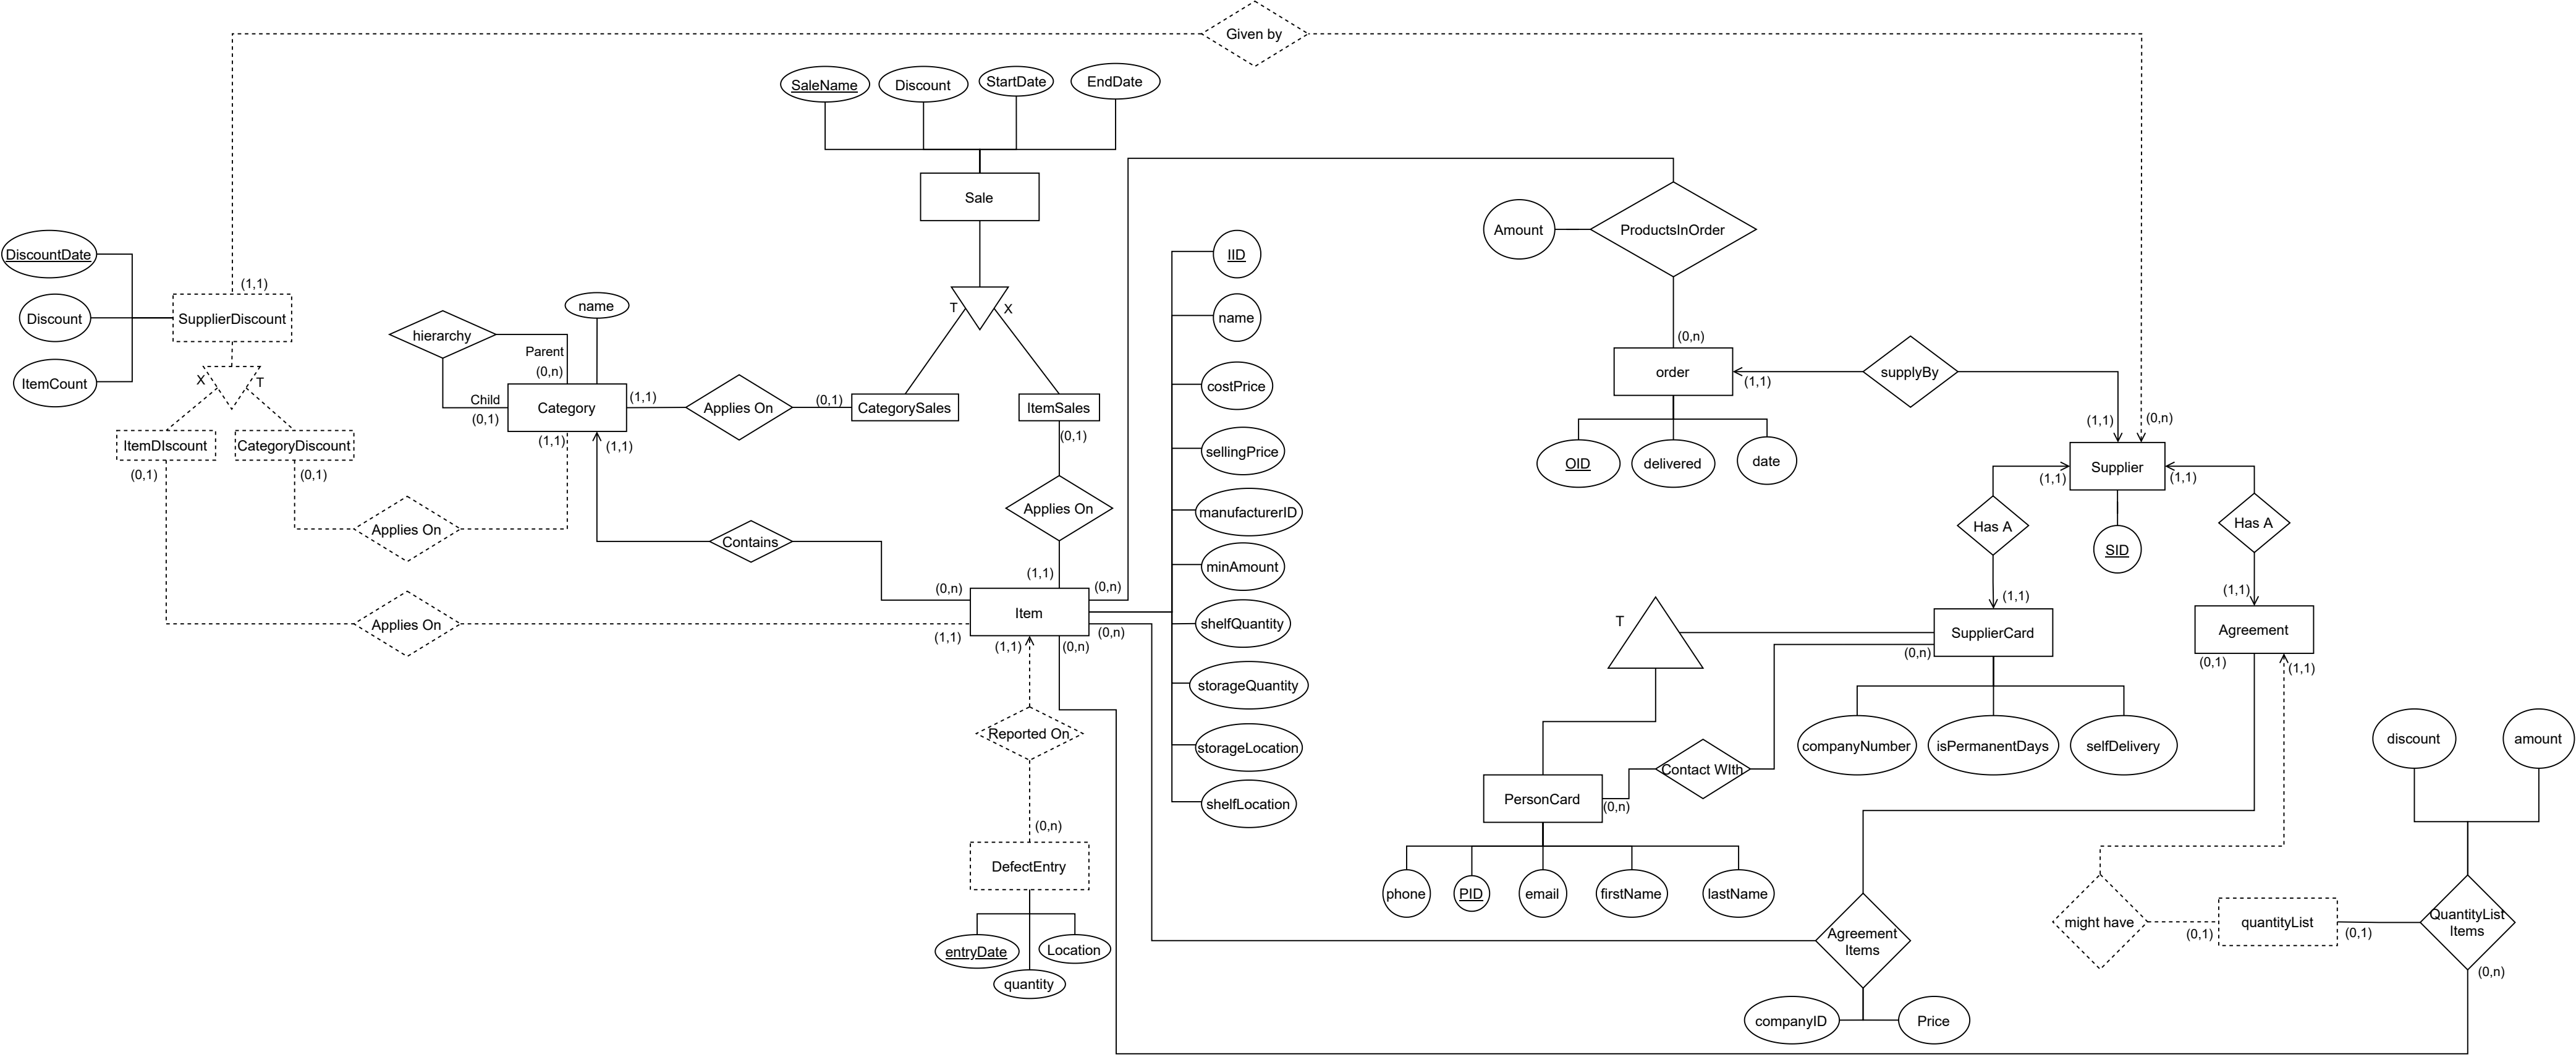 Given by
SaleName
Discount
StartDate
EndDate
Sale
T
X
CategorySales
ItemSales
(0,1)
(0,1)
Applies On
Applies On
(1,1)
(1,1)
DiscountDate
Discount
ItemCount
(1,1)
SupplierDiscount
X
T
ItemDIscount
CategoryDiscount
(0,1)
(0,1)
Applies On
Applies On
(1,1)
hierarchy
name
Parent
(0,n)
Child
(0,1)
Category
(1,1)
(1,1)
Contains
(0,n)
Item
(0,n)
(0,n)
(1,1)
(1,1)
(0,n)
IID
name
costPrice
sellingPrice
manufacturerID
minAmount
shelfQuantity
storageQuantity
storageLocation
shelfLocation
Reported On
(0,n)
DefectEntry
entryDate
Location
quantity
Amount
ProductsInOrder
(0,n)
order
(1,1)
supplyBy
OID
delivered
date
(1,1)
(0,n)
Supplier
(1,1)
(1,1)
SID
Has A
Has A
(1,1)
(1,1)
SupplierCard
(0,n)
Agreement
(0,1)
(1,1)
T
companyNumber
isPermanentDays
selfDelivery
Contact WIth
PersonCard
(0,n)
phone
PID
email
firstName
lastName
Agreement
Items
companyID
Price
might have
(0,1)
quantityList
(0,1)
discount
amount
QuantityList
Items
(0,n)